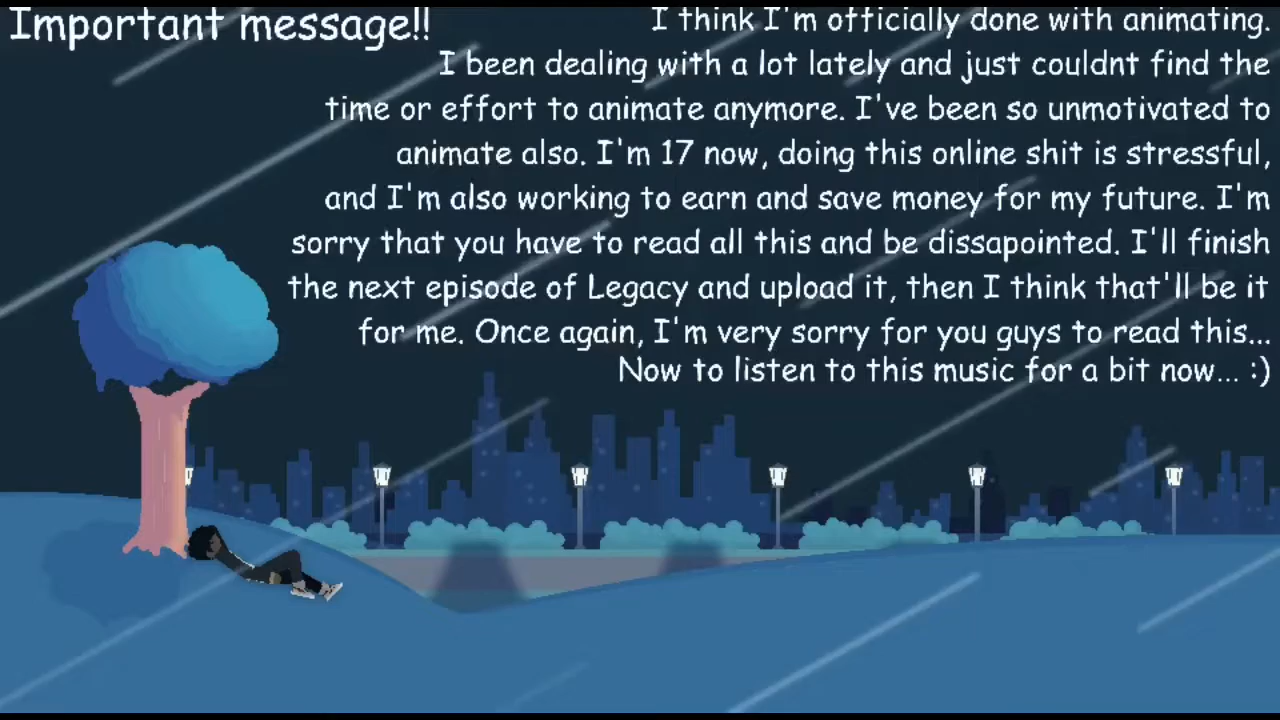 Important message!!
I think I'm officially done with animating.
I been dealing with a lot lately and just couldnt find the
time or effort to animate anymore. I've been so unmotivated to
animate also. I'm 17 now, doing this online shit is stressful,
and I'm also working to earn and save money for my future. I'm
sorry that you have to read all this and be dissapointed. I'll finish
the next episode of Legacy and upload it, then I think that'll be it
for me. Once again, I'm very sorry for you guys to read this...
Now to listen to this music for a bit now... :)